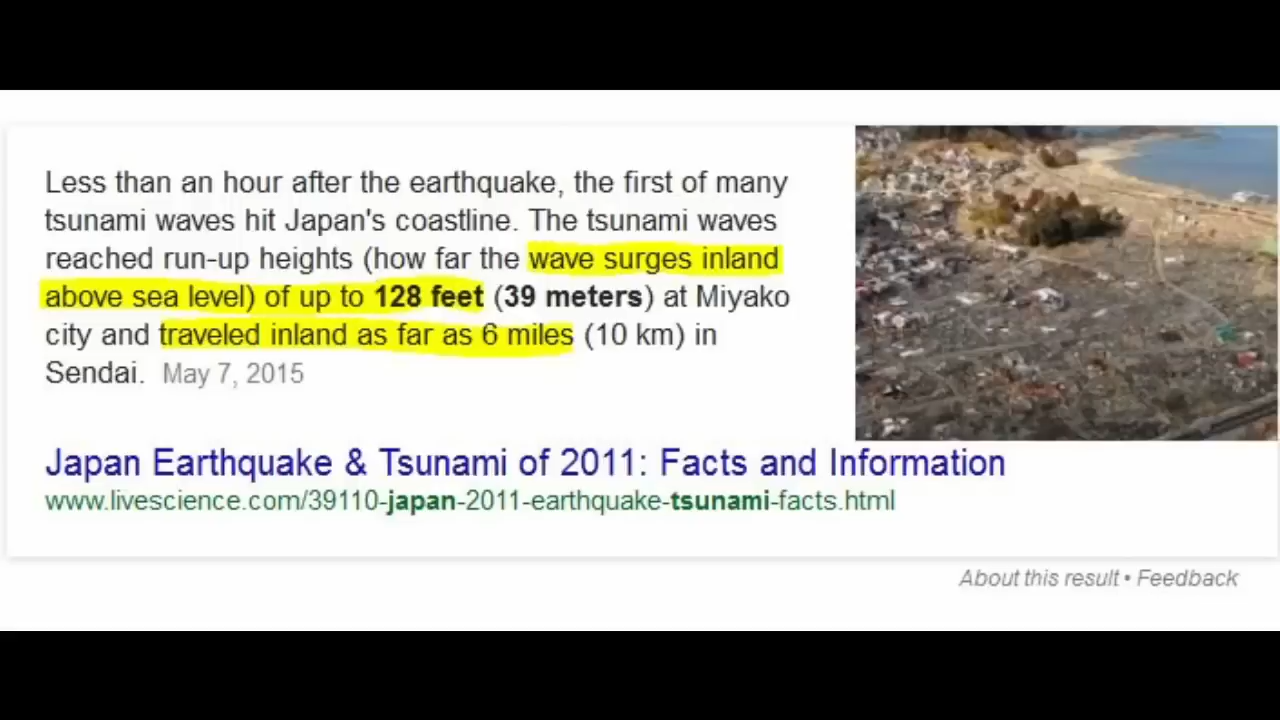 Less than an hour after the earthquake, the first of many
tsunami waves hit Japan's coastline. The tsunami waves
reached run-up heights (how far the wave surges inland
above sea level) of up to 128 feet (39 meters) at Miyako
city and traveled inland as far as 6 miles (10 km) in
Sendai. May 7, 2015
Japan Earthquake & Tsunami of 2011: Facts and Information
www.livescience.com/39110-japan-2011-earthquake-tsunami-facts.html
About this result • Feedback